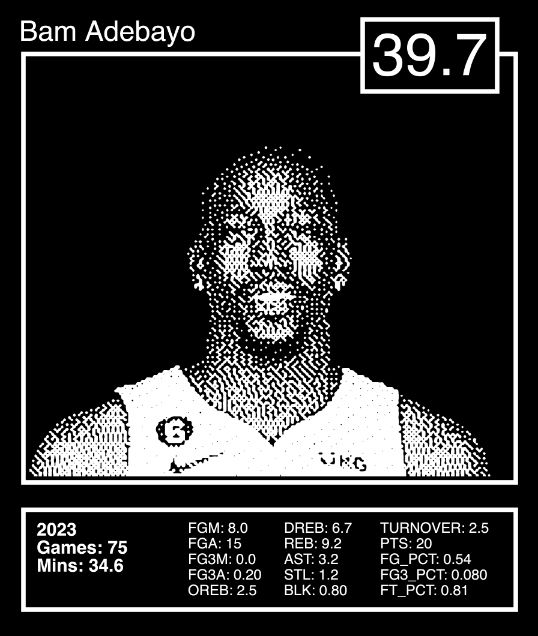 Bam Adebayo
39.7
2023
Games: 75
Mins: 34.6
FGM: 8.0
FGA: 15
FG3M: 0.0
FG3A: 0.20
OREB: 2.5
DREB: 6.7
REB: 9.2
AST: 3.2
STL: 1.2
BLK: 0.80
TURNOVER: 2.5
PTS: 20
FG_PCT: 0.54
FG3_PCT: 0.080
FT_PCT: 0.81